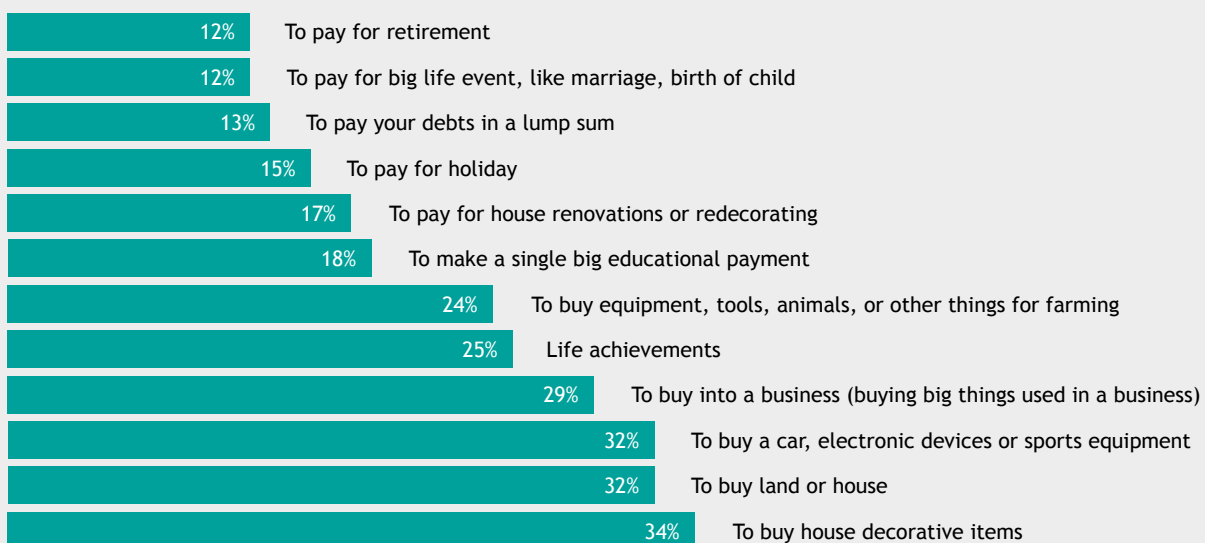 12% To pay for retirement
12% To pay for big life event, like marriage, birth of child
13% To pay your debts in a lump sum
15% To pay for holiday
17% To pay for house renovations or redecorating
18% To make a single big educational payment
24% To buy equipment, tools, animals, or other things for farming
25% Life achievements
29% To buy into a business (buying big things used in a business)
32% To buy a car, electronic devices or sports equipment
32% To buy land or house
34% To buy house decorative items